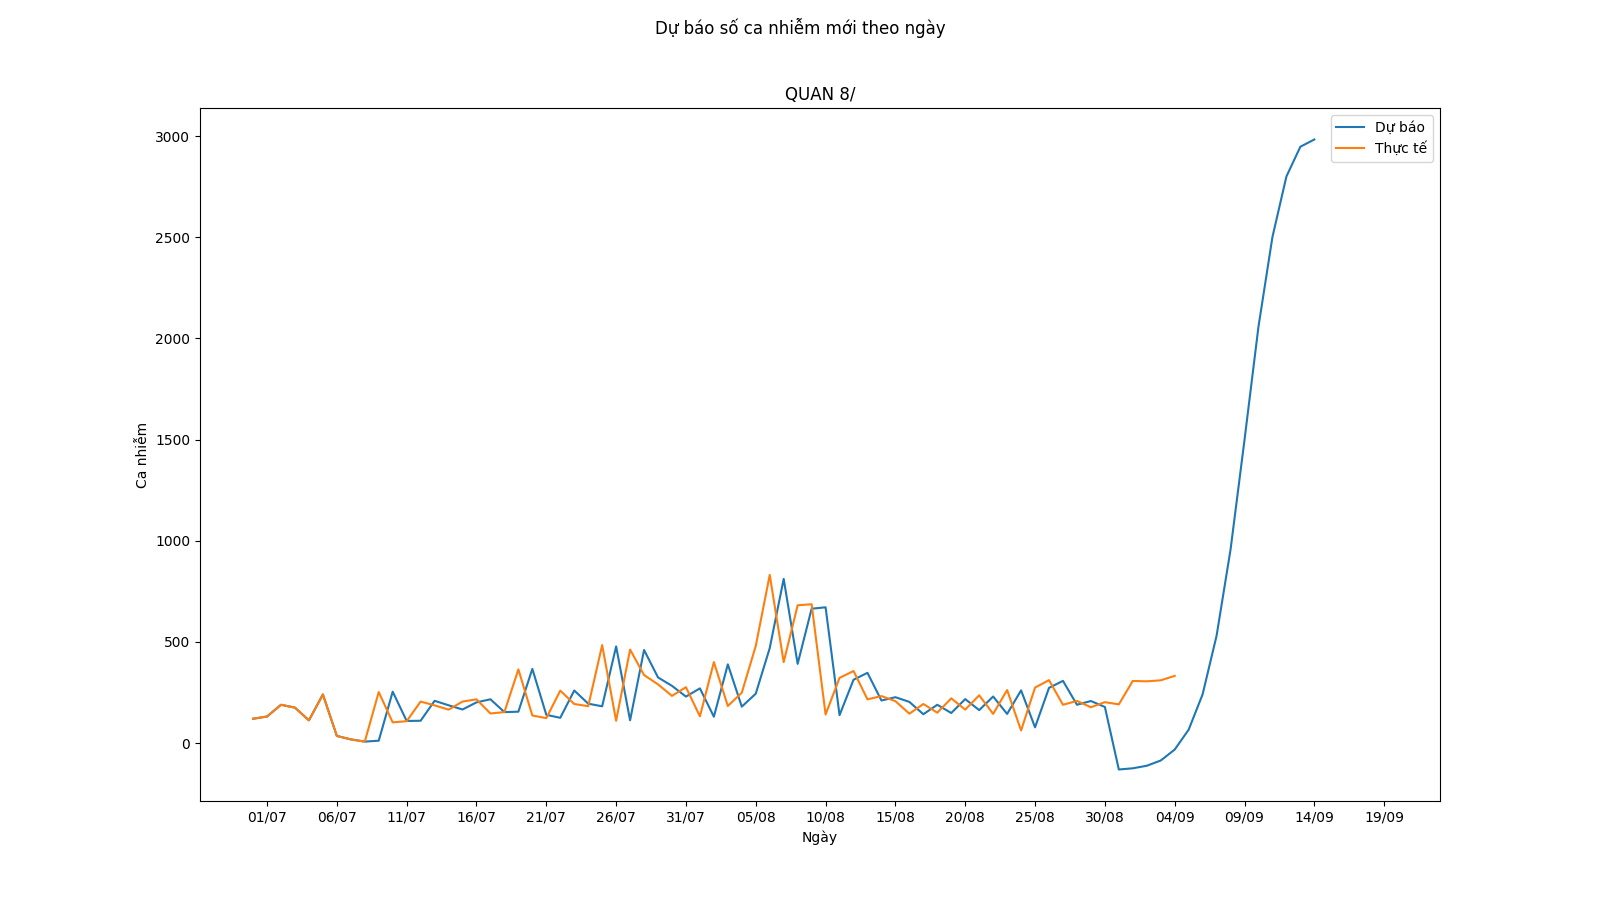 Dự báo số ca nhiễm mới theo ngày
QUAN 8/
Dự báo
Thực tế
3000
2500
2000
1500
1000
500
0
Ca nhiễm
01/07 06/07 11/07 16/07 21/07 26/07 31/07 05/08 10/08 15/08 20/08 25/08 30/08 04/09 09/09 14/09 19/09
Ngày